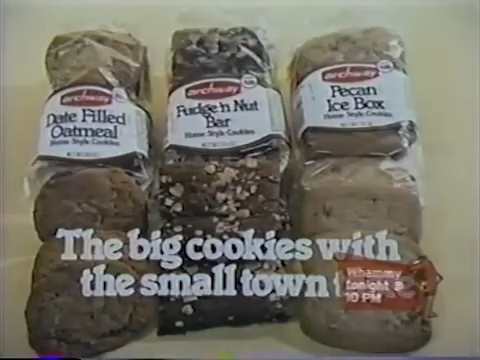 archway
Date Filled
Oatmeal
Home Style Cookies
archway
Fudge'n Nut
Bar
Home Style Cookies
archway
Pecan
Ice Box
Home Style Cookies
The big cookies with
the small town
Whammy
tonight @
10 PM